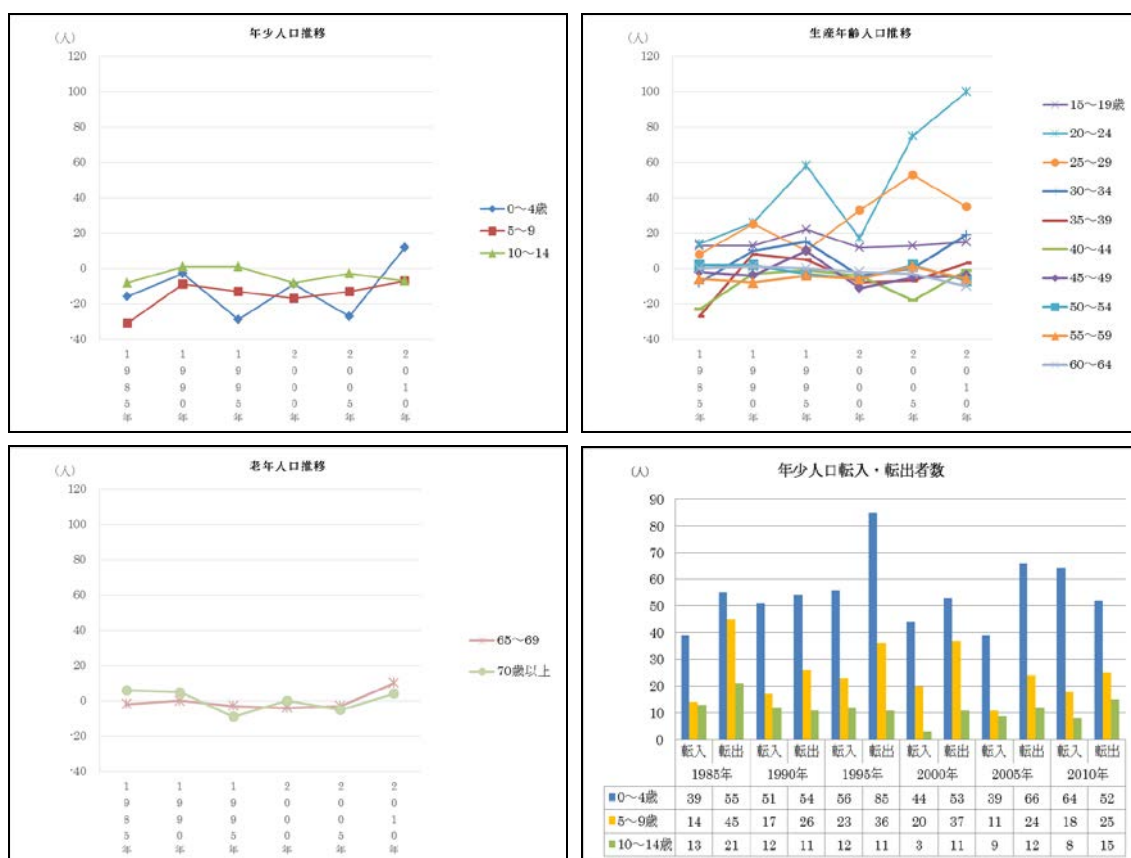 年少人口推移
(人)
120
100
80
60
40
20
0
-20
-40
1985年
1990年
1995年
2000年
2005年
2010年
0～4歳
5～9
10～14
生産年齢人口推移
(人)
120
100
80
60
40
20
0
-20
-40
1985年
1990年
1995年
2000年
2005年
2010年
15～19歳
20～24
25～29
30～34
35～39
40～44
45～49
50～54
55～59
60～64
老年人口推移
(人)
120
100
80
60
40
20
0
-20
-40
1985年
1990年
1995年
2000年
2005年
2010年
65～69
70歳以上
年少人口転入・転出者数
(人)
90
80
70
60
50
40
30
20
10
0
転入 転出 転入 転出 転入 転出 転入 転出 転入 転出 転入 転出
1985年 1990年 1995年 2000年 2005年 2010年
0～4歳 39 55 51 54 56 85 44 53 39 66 64 52
5～9歳 14 45 17 26 23 36 20 37 11 24 18 25
10～14歳 13 21 12 11 12 11 3 11 9 12 8 15